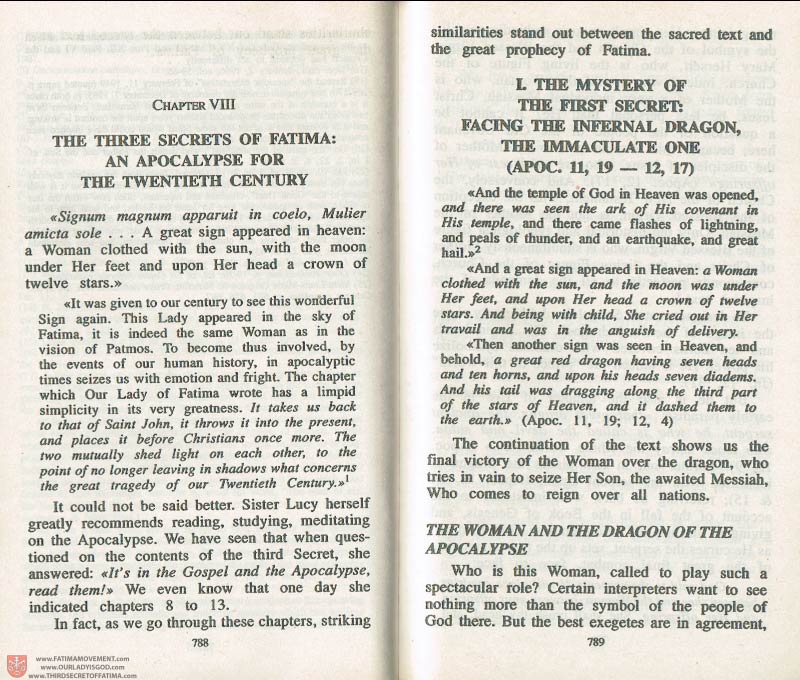 CHAPTER VIII
THE THREE SECRETS OF FATIMA:
AN APOCALYPSE FOR
THE TWENTIETH CENTURY
«Signum magnum apparuit in coelo, Mulier
amicta sole . . . A great sign appeared in heaven:
a Woman clothed with the sun, with the moon
under Her feet and upon Her head a crown of
twelve stars.»
«It was given to our century to see this wonderful
Sign again. This Lady appeared in the sky of
Fatima, it is indeed the same Woman as in the
vision of Patmos. To become thus involved, by
the events of our human history, in apocalyptic
times seizes us with emotion and fright. The chapter
which Our Lady of Fatima wrote has a limpid
simplicity in its very greatness. It takes us back
to that of Saint John, it throws it into the present,
and places it before Christians once more. The
two mutually shed light on each other, to the
point of no longer leaving in shadows what concerns
the great tragedy of our Twentieth Century.»1
It could not be said better. Sister Lucy herself
greatly recommends reading, studying, meditating
on the Apocalypse. We have seen that when ques-
tioned on the contents of the third Secret, she
answered: «It's in the Gospel and the Apocalypse,
read them!» We even know that one day she
indicated chapters 8 to 13.
In fact, as we go through these chapters, striking
788
similarities stand out between the sacred text and
the great prophecy of Fatima.
I. THE MYSTERY OF
THE FIRST SECRET:
FACING THE INFERNAL DRAGON,
THE IMMACULATE ONE
(APOC. 11, 19 — 12, 17)
«And the temple of God in Heaven was opened,
and there was seen the ark of His covenant in
His temple, and there came flashes of lightning,
and peals of thunder, and an earthquake, and great
hail.»2
«And a great sign appeared in Heaven: a Woman
clothed with the sun, and the moon was under
Her feet, and upon Her head a crown of twelve
stars. And being with child, She cried out in Her
travail and was in the anguish of delivery.
«Then another sign was seen in Heaven, and
behold, a great red dragon having seven heads
and ten horns, and upon his heads seven diadems.
And his tail was dragging along the third part
of the stars of Heaven, and it dashed them to
the earth.» (Apoc. 11, 19; 12, 4)
The continuation of the text shows us the
final victory of the Woman over the dragon, who
tries in vain to seize Her Son, the awaited Messiah,
Who comes to reign over all nations.
THE WOMAN AND THE DRAGON OF THE
APOCALYPSE
Who is this Woman, called to play such a
spectacular role? Certain interpreters want to see
nothing more than the symbol of the people of
God there. But the best exegetes are in agreement,
789
www.FATIMAMOVEMENT.com
www.OURLADYISGOD.com
www.THIRDSECRETOFFATIMA.com